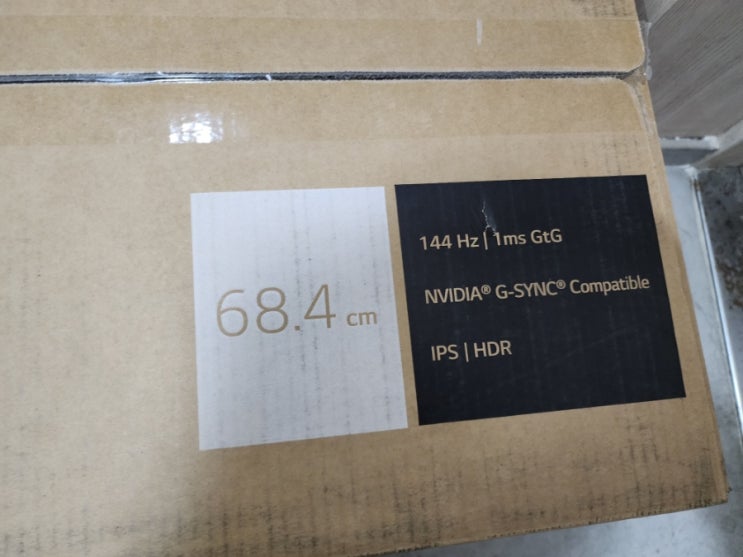 68.4 cm
144 Hz | 1ms GtG
NVIDIA® G-SYNC® Compatible
IPS | HDR